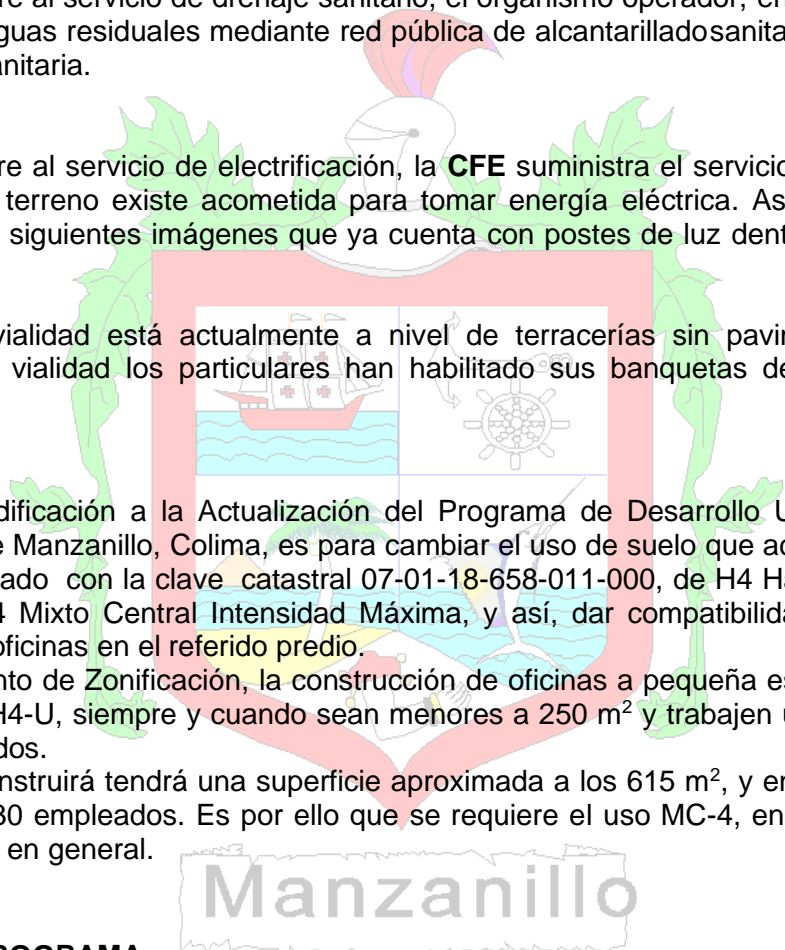 re al servicio de drenaje sanitario, el organismo operador, en
guas residuales mediante red pública de alcantarilladosanita
anitaria.
re al servicio de electrificación, la CFE suministra el servicio
terreno existe acometida para tomar energía eléctrica. As
siguientes imágenes que ya cuenta con postes de luz dent
vialidad está actualmente a nivel de terracerías sin pavir
vialidad los particulares han habilitado sus banquetas de
dificación a la Actualización del Programa de Desarrollo U
e Manzanillo, Colima, es para cambiar el uso de suelo que ac
ado con la clave catastral 07-01-18-658-011-000, de H4 Ha
4 Mixto Central Intensidad Máxima, y así, dar compatibilida
oficinas en el referido predio.
nto de Zonificación, la construcción de oficinas a pequeña es
H4-U, siempre y cuando sean menores a 250 m² y trabajen u
dos.
nstruirá tendrá una superficie aproximada a los 615 m², y en
30 empleados. Es por ello que se requiere el uso MC-4, en
en general.
Manzanillo
ROGRAMA